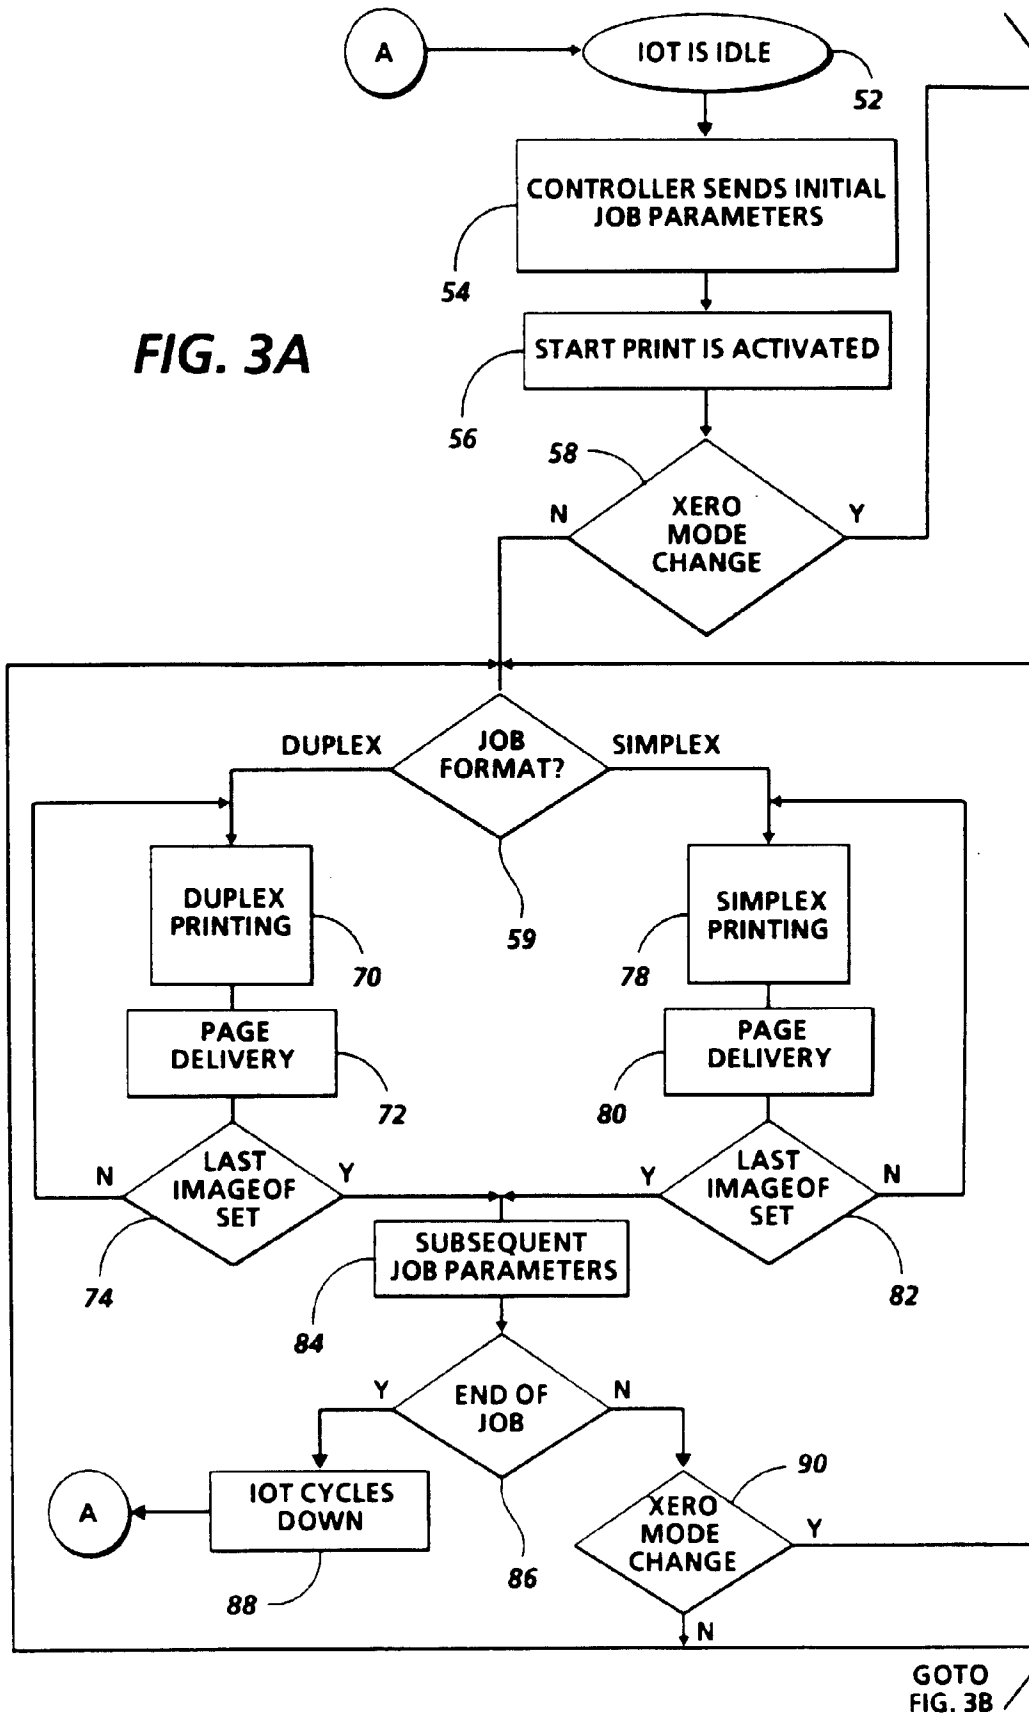 A
IOT IS IDLE
52
CONTROLLER SENDS INITIAL
JOB PARAMETERS
54
FIG. 3A
START PRINT IS ACTIVATED
56
58
N
XERO
MODE
CHANGE
Y
DUPLEX
JOB
FORMAT?
SIMPLEX
59
DUPLEX
PRINTING
70
SIMPLEX
PRINTING
78
PAGE
DELIVERY
72
PAGE
DELIVERY
80
N
LAST
IMAGEOF
SET
Y
74
Y
LAST
IMAGEOF
SET
N
82
SUBSEQUENT
JOB PARAMETERS
84
Y
END OF
JOB
N
86
A
IOT CYCLES
DOWN
88
90
XERO
MODE
CHANGE
Y
N
GOTO
FIG. 3B